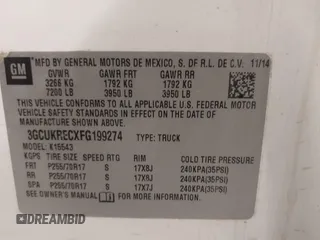 GM
MFD BY GENERAL MOTORS DE MEXICO, S. DE R.L. DE C.V. 11/14
GVWR GAWR FRT GAWR RR
3266 KG 1792 KG 1792 KG
7200 LB 3950 LB 3950 LB
THIS VEHICLE CONFORMS TO ALL APPLICABLE U.S. FEDERAL MOTOR
VEHICLE SAFETY STANDARDS IN EFFECT ON THE DATE OF
MANUFACTURE SHOWN ABOVE.
3GCUKRECXFG199274 TYPE: TRUCK
MODEL: K15543
TIRE SIZE SPEED RTG RIM COLD TIRE PRESSURE
FRT P255/70R17 S 17X8J 240KPA(35PSI)
RR P255/70R17 S 17X8J 240KPA(35PSI)
SPA P255/70R17 S 17X7J 240KPA(35PSI)
SEE OWNER'S MANUAL FOR MORE INFORMATION.
© DREAMBID